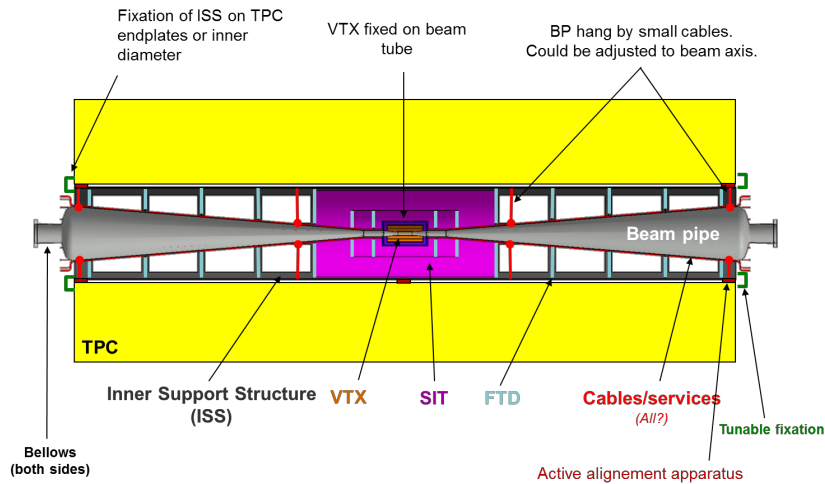 Fixation of ISS on TPC
endplates or inner
diameter
VTX fixed on beam
tube
BP hang by small cables.
Could be adjusted to beam axis.
Beam pipe
TPC
Inner Support Structure
(ISS)
VTX
SIT
FTD
Cables/services
(All?)
Tunable fixation
Bellows
(both sides)
Active alignement apparatus